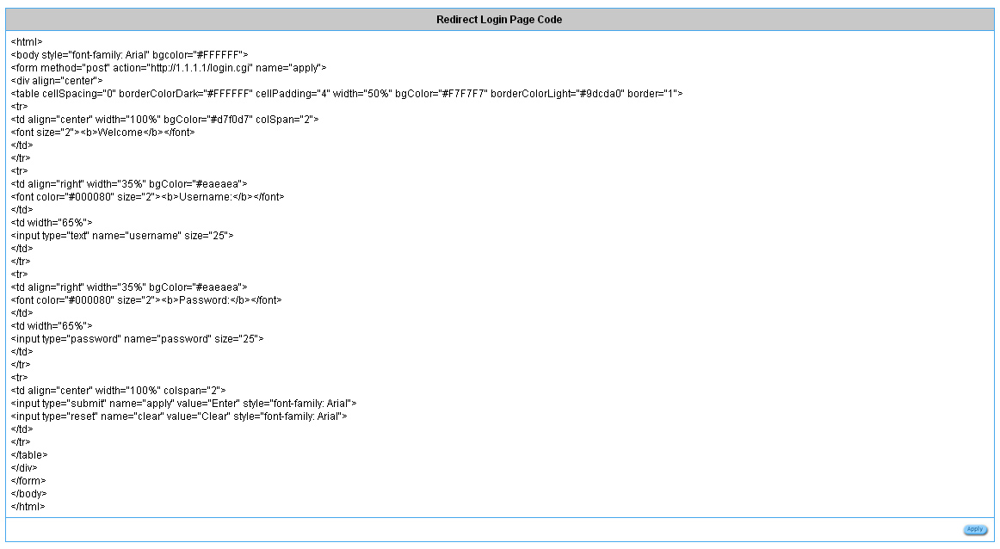 Redirect Login Page Code
<html>
<body style="font-family: Arial" bgcolor="#FFFFFF">
<form method="post" action="http://1.1.1.1/login.cgi" name="apply">
<div align="center">
<table cellSpacing="0" borderColorDark="#FFFFFF" cellPadding="4" width="50%" bgColor="#F7F7F7" borderColorLight="#9dcda0" border="1">
<tr>
<td align="center" width="100%" bgColor="#d7f0d7" colSpan="2">
<font size="2"><b>Welcome</b></font>
</td>
</tr>
<tr>
<td align="right" width="35%" bgColor="#eaeaea">
<font color="#000080" size="2"><b>Username:</b></font>
</td>
<td width="65%">
<input type="text" name="username" size="25">
</td>
</tr>
<tr>
<td align="right" width="35%" bgColor="#eaeaea">
<font color="#000080" size="2"><b>Password:</b></font>
</td>
<td width="65%">
<input type="password" name="password" size="25">
</td>
</tr>
<tr>
<td align="center" width="100%" colspan="2">
<input type="submit" name="apply" value="Enter" style="font-family: Arial">
<input type="reset" name="clear" value="Clear" style="font-family: Arial">
</td>
</tr>
</table>
</div>
</form>
</body>
</html>
Apply